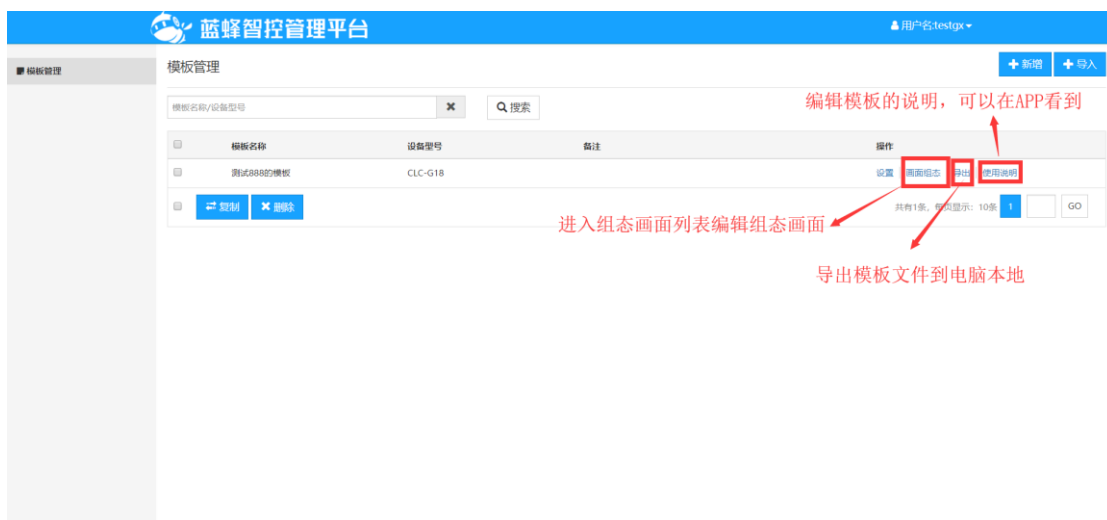 蓝蜂智控管理平台
用户名:testgx
模板管理
模板管理
新增
导入
模板名称/设备型号
搜索
编辑模板的说明，可以在APP看到
模板名称 设备型号 备注 操作
测试888的模板 CLC-G18 设置 画面组态 导出 使用说明
复制 删除 共有1条，每页显示：10条 1 GO
进入组态画面列表编辑组态画面
导出模板文件到电脑本地